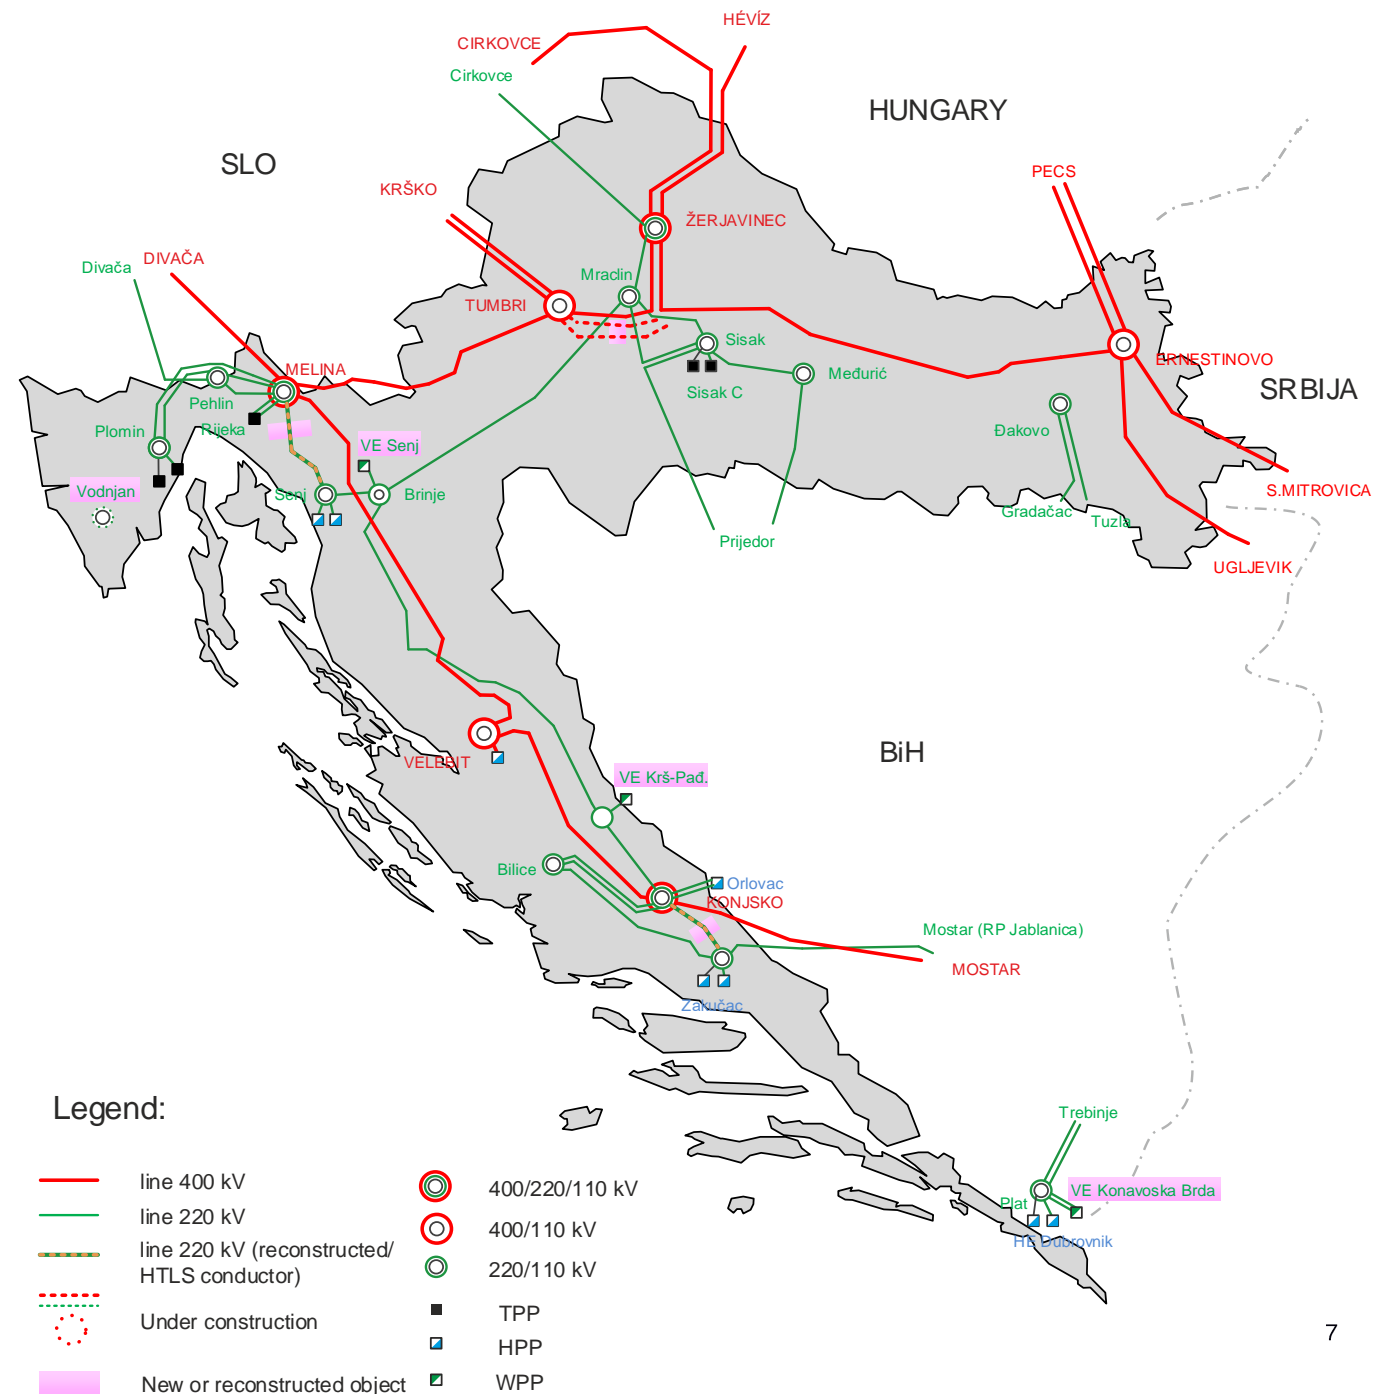 HÉVÍZ
CIRKOVCE
Cirkovce
HUNGARY
SLO
PECS
KRŠKO
ŽERJAVINEC
DIVAČA
Divača
Mraclin
TUMBRI
Sisak
ERNESTINOVO
MELINA
Međurić
SRBIJA
Pehlin
Sisak C
Rijeka
Plomin
Đakovo
VE Senj
Vodnjan
Senj
Brinje
S.MITROVICA
Gradačac
Tuzla
Prijedor
UGLJEVIK
BiH
VELEBIT
VE Krš-Pađ.
Bilice
Orlovac
KONJSKO
Mostar (RP Jablanica)
MOSTAR
Zakučac
Trebinje
VE Konavoska Brda
Plat
HE Dubrovnik
Legend:
line 400 kV
line 220 kV
line 220 kV (reconstructed/
HTLS conductor)
Under construction
New or reconstructed object
400/220/110 kV
400/110 kV
220/110 kV
TPP
HPP
WPP
7